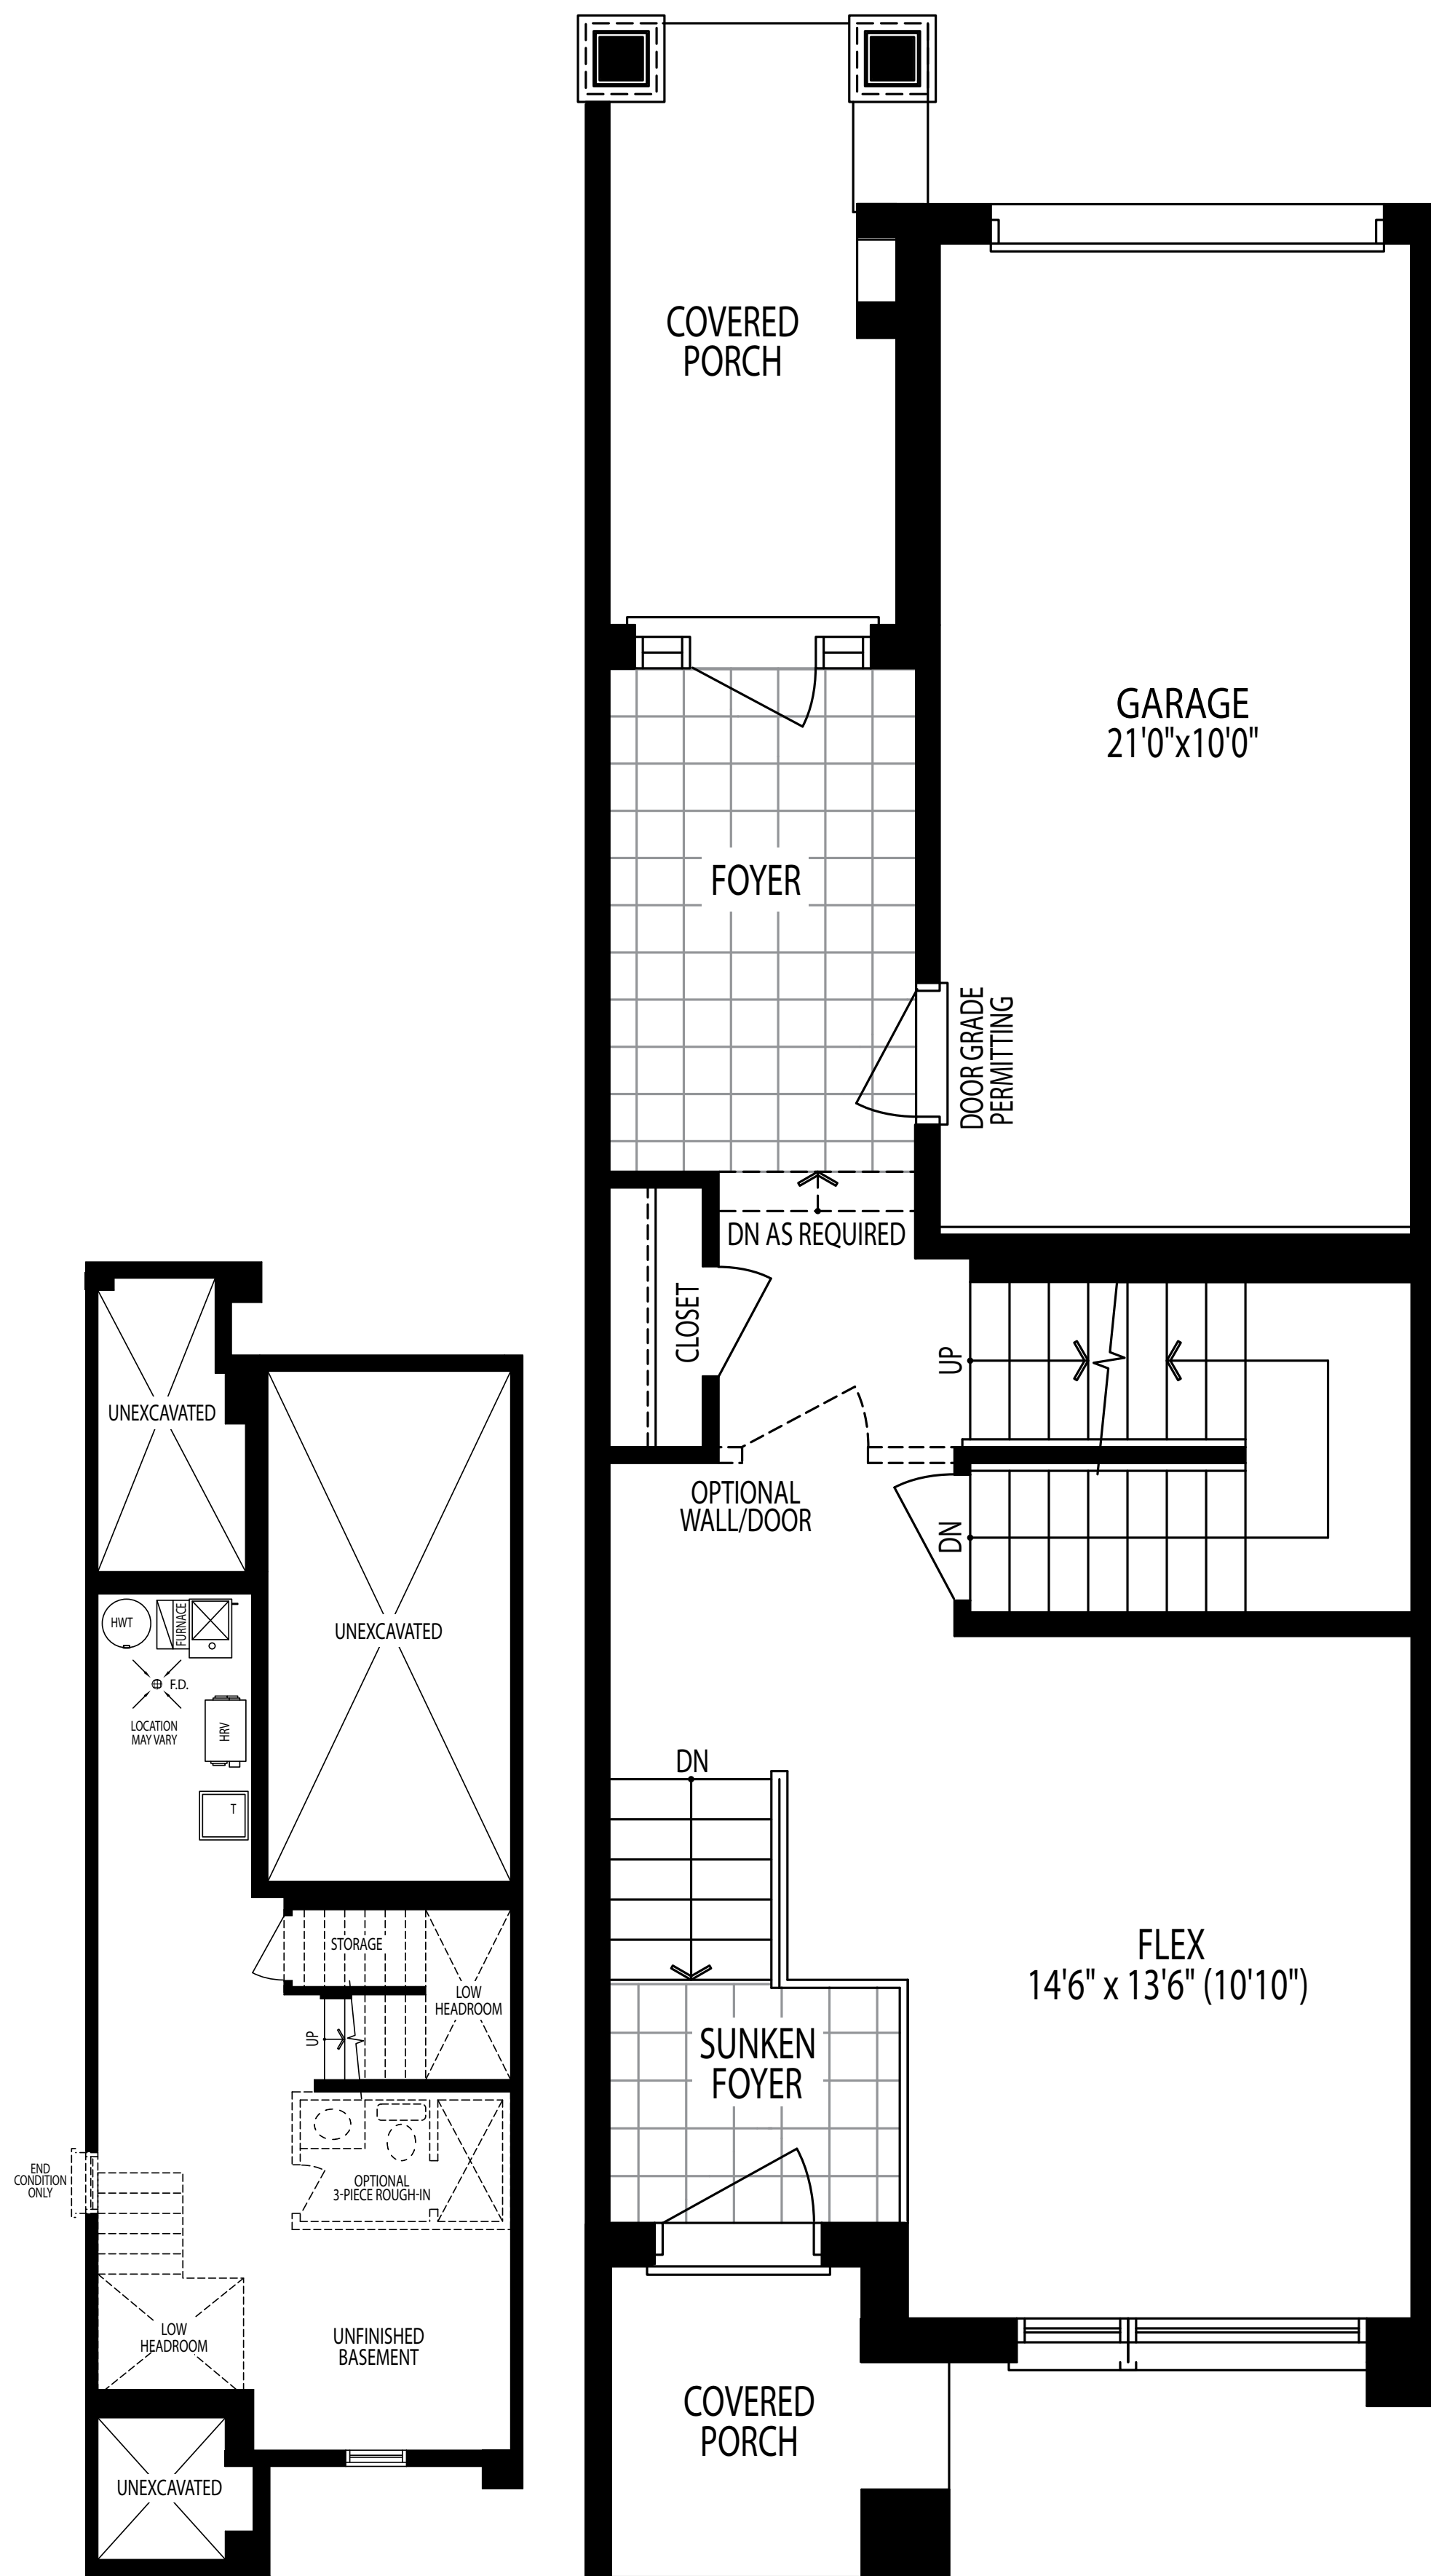 COVERED
PORCH
GARAGE
21'0"x10'0"
FOYER
DOOR GRADE
PERMITTING
DN AS REQUIRED
CLOSET
UP
OPTIONAL
WALL/DOOR
DN
DN
FLEX
14'6" x 13'6" (10'10")
SUNKEN
FOYER
COVERED
PORCH
UNEXCAVATED
UNEXCAVATED
HWT
FURNACE
F.D.
LOCATION
MAY VARY
HRV
T
STORAGE
LOW
HEADROOM
UP
OPTIONAL
3-PIECE ROUGH-IN
END
CONDITION
ONLY
LOW
HEADROOM
UNFINISHED
BASEMENT
UNEXCAVATED